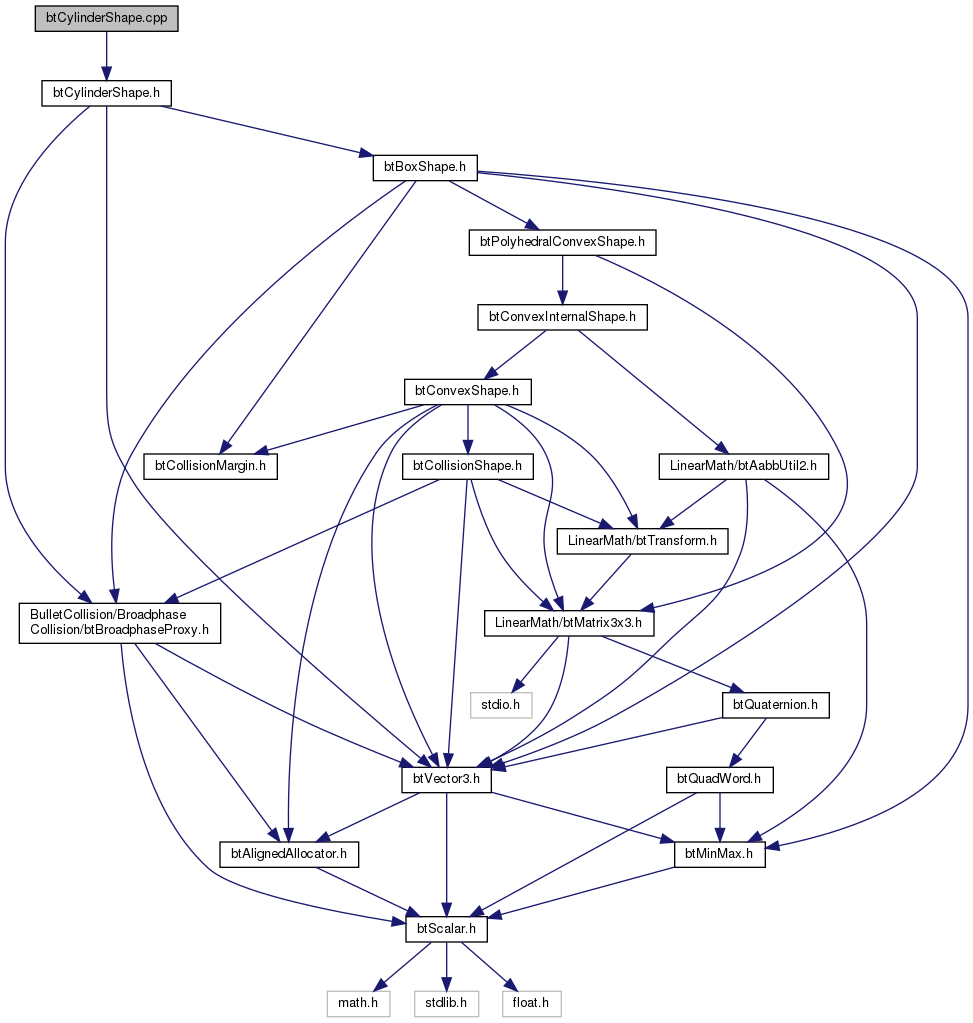 btCylinderShape.cpp
btCylinderShape.h
btBoxShape.h
btPolyhedralConvexShape.h
btConvexInternalShape.h
btConvexShape.h
btCollisionMargin.h
btCollisionShape.h
LinearMath/btAabbUtil2.h
LinearMath/btTransform.h
BulletCollision/Broadphase
Collision/btBroadphaseProxy.h
LinearMath/btMatrix3x3.h
stdio.h
btQuaternion.h
btVector3.h
btQuadWord.h
btAlignedAllocator.h
btMinMax.h
btScalar.h
math.h
stdlib.h
float.h